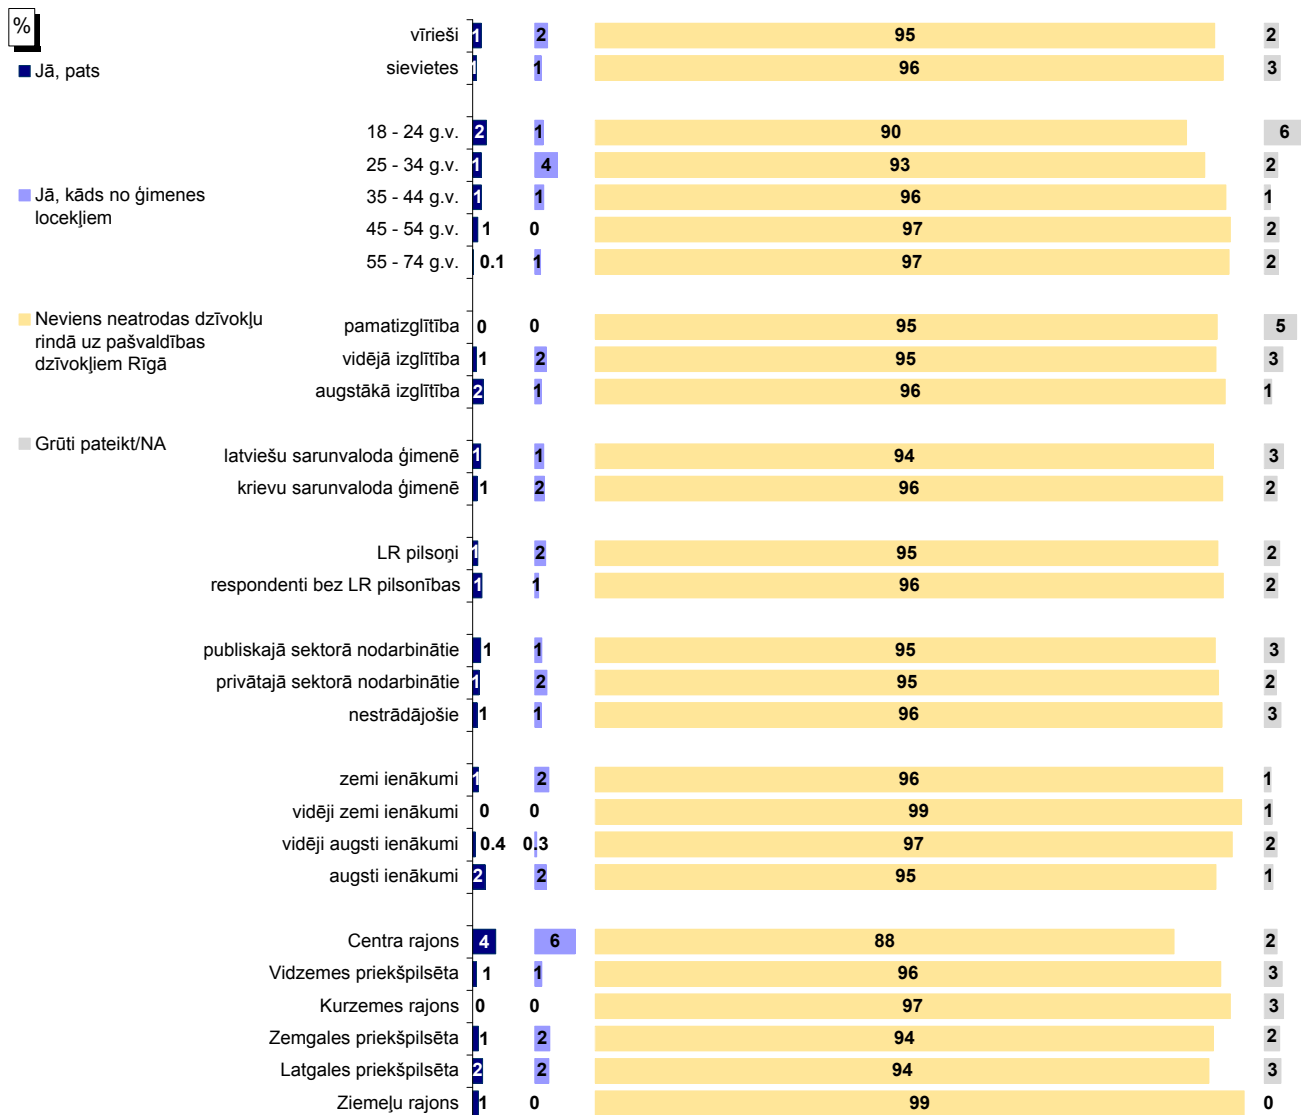 %
Jā, pats
Jā, kāds no ģimenes
locekļiem
Neviens neatrodas dzīvokļu
rindā uz pašvaldības
dzīvokļiem Rīgā
Grūti pateikt/NA
vīrieši 1 2 95 2
sievietes 1 1 96 3
18 - 24 g.v. 2 1 90 6
25 - 34 g.v. 1 4 93 2
35 - 44 g.v. 1 1 96 1
45 - 54 g.v. 1 0 97 2
55 - 74 g.v. 0.1 1 97 2
pamatizglītība 0 0 95 5
vidējā izglītība 1 2 95 3
augstākā izglītība 2 1 96 1
latviešu sarunvaloda ģimenē 1 1 94 3
krievu sarunvaloda ģimenē 1 2 96 2
LR pilsoņi 1 2 95 2
respondenti bez LR pilsonības 1 1 96 2
publiskajā sektorā nodarbinātie 1 1 95 3
privātajā sektorā nodarbinātie 1 2 95 2
nestrādājošie 1 1 96 3
zemi ienākumi 1 2 96 1
vidēji zemi ienākumi 0 0 99 1
vidēji augsti ienākumi 0.4 0.3 97 2
augsti ienākumi 2 2 95 1
Centra rajons 4 6 88 2
Vidzemes priekšpilsēta 1 1 96 3
Kurzemes rajons 0 0 97 3
Zemgales priekšpilsēta 1 2 94 2
Latgales priekšpilsēta 2 2 94 3
Ziemeļu rajons 1 0 99 0